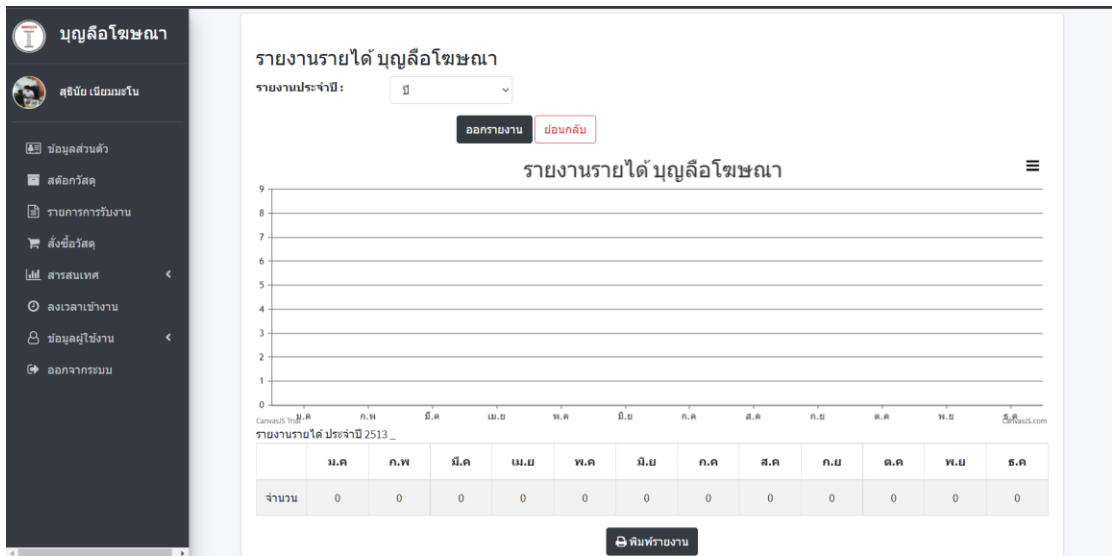 บุญลือโฆษณา
สุธินัย เนียมมะโน
ข้อมูลส่วนตัว
สต๊อกวัสดุ
รายการการรับงาน
สั่งซื้อวัสดุ
สารสนเทศ
ลงเวลาเข้างาน
ข้อมูลผู้ใช้งาน
ออกจากระบบ
รายงานรายได้ บุญลือโฆษณา
รายงานประจำปี : ปี
ออกรายงาน ย้อนกลับ
รายงานรายได้ บุญลือโฆษณา
9
8
7
6
5
4
3
2
1
0
ม.ค ก.พ มี.ค เม.ย พ.ค มิ.ย ก.ค ส.ค ก.ย ต.ค พ.ย ธ.ค
CanvasJS Trial CanvasJS.com
รายงานรายได้ ประจำปี 2513 _
ม.ค ก.พ มี.ค เม.ย พ.ค มิ.ย ก.ค ส.ค ก.ย ต.ค พ.ย ธ.ค
จำนวน 0 0 0 0 0 0 0 0 0 0 0 0
พิมพ์รายงาน